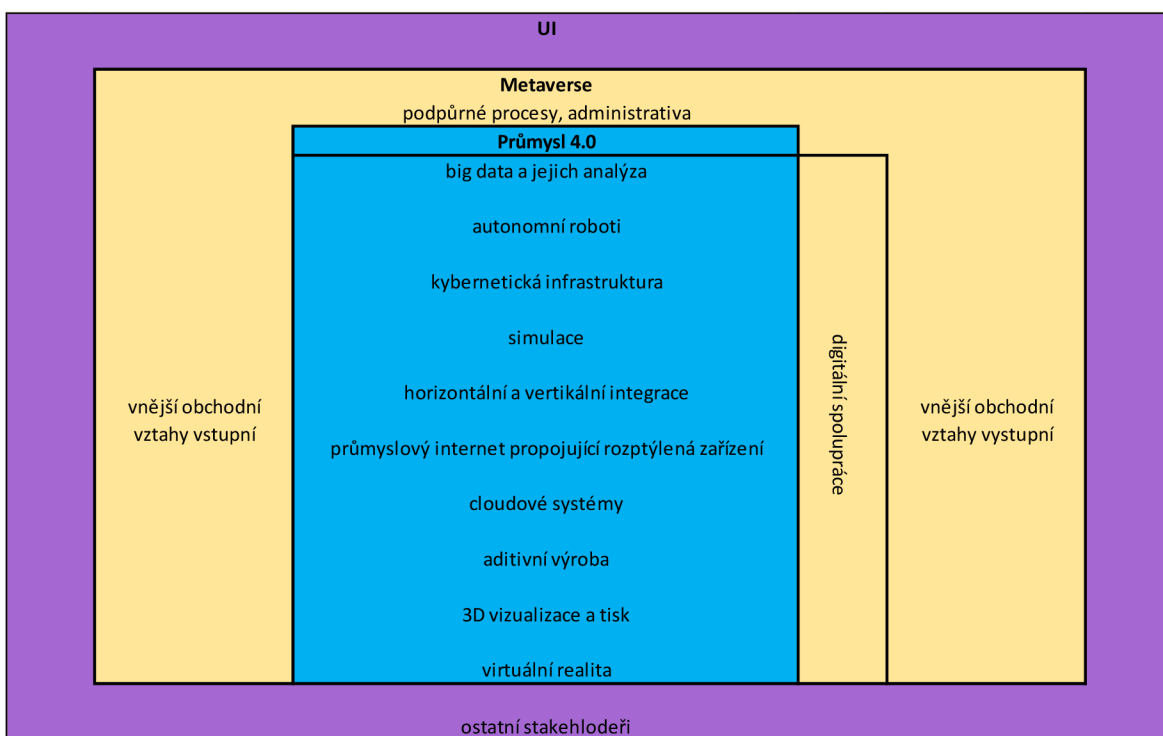 UI
Metaverse
podpůrné procesy, administrativa
Průmysl 4.0
big data a jejich analýza
autonomní roboti
kybernetická infrastruktura
simulace
horizontální a vertikální integrace
průmyslový internet propojující rozptýlená zařízení
cloudové systémy
aditivní výroba
3D vizualizace a tisk
virtuální realita
vnější obchodní
vztahy vstupní
digitální spolupráce
vnější obchodní
vztahy vystupní
ostatní stakehlodeři